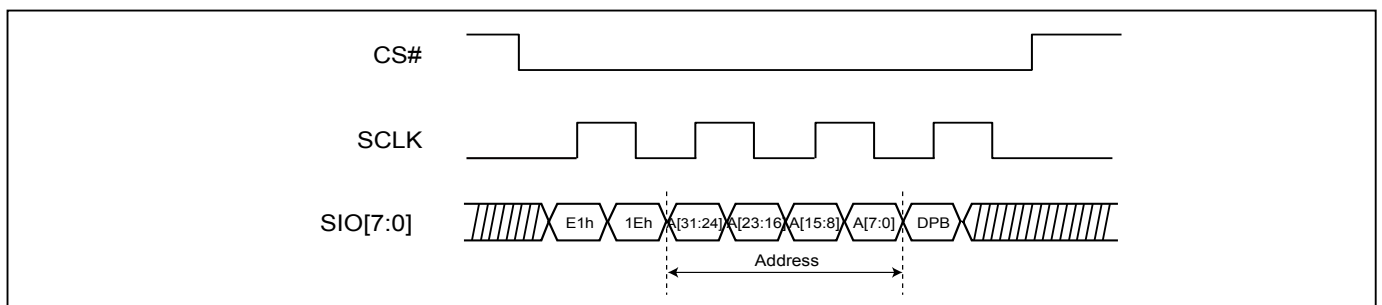 CS#
SCLK
SIO[7:0] E1h 1Eh A[31:24] A[23:16] A[15:8] A[7:0] DPB
Address